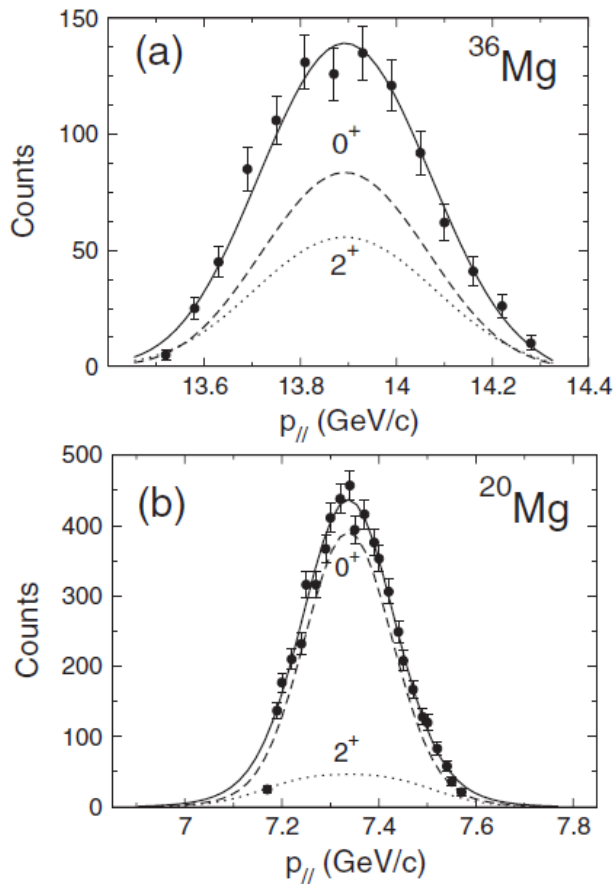 (a)
³⁶Mg
150
100
50
0
Counts
0⁺
2⁺
13.6 13.8 14 14.2 14.4
p// (GeV/c)
(b)
²⁰Mg
500
400
300
200
100
0
Counts
0⁺
2⁺
7 7.2 7.4 7.6 7.8
p// (GeV/c)